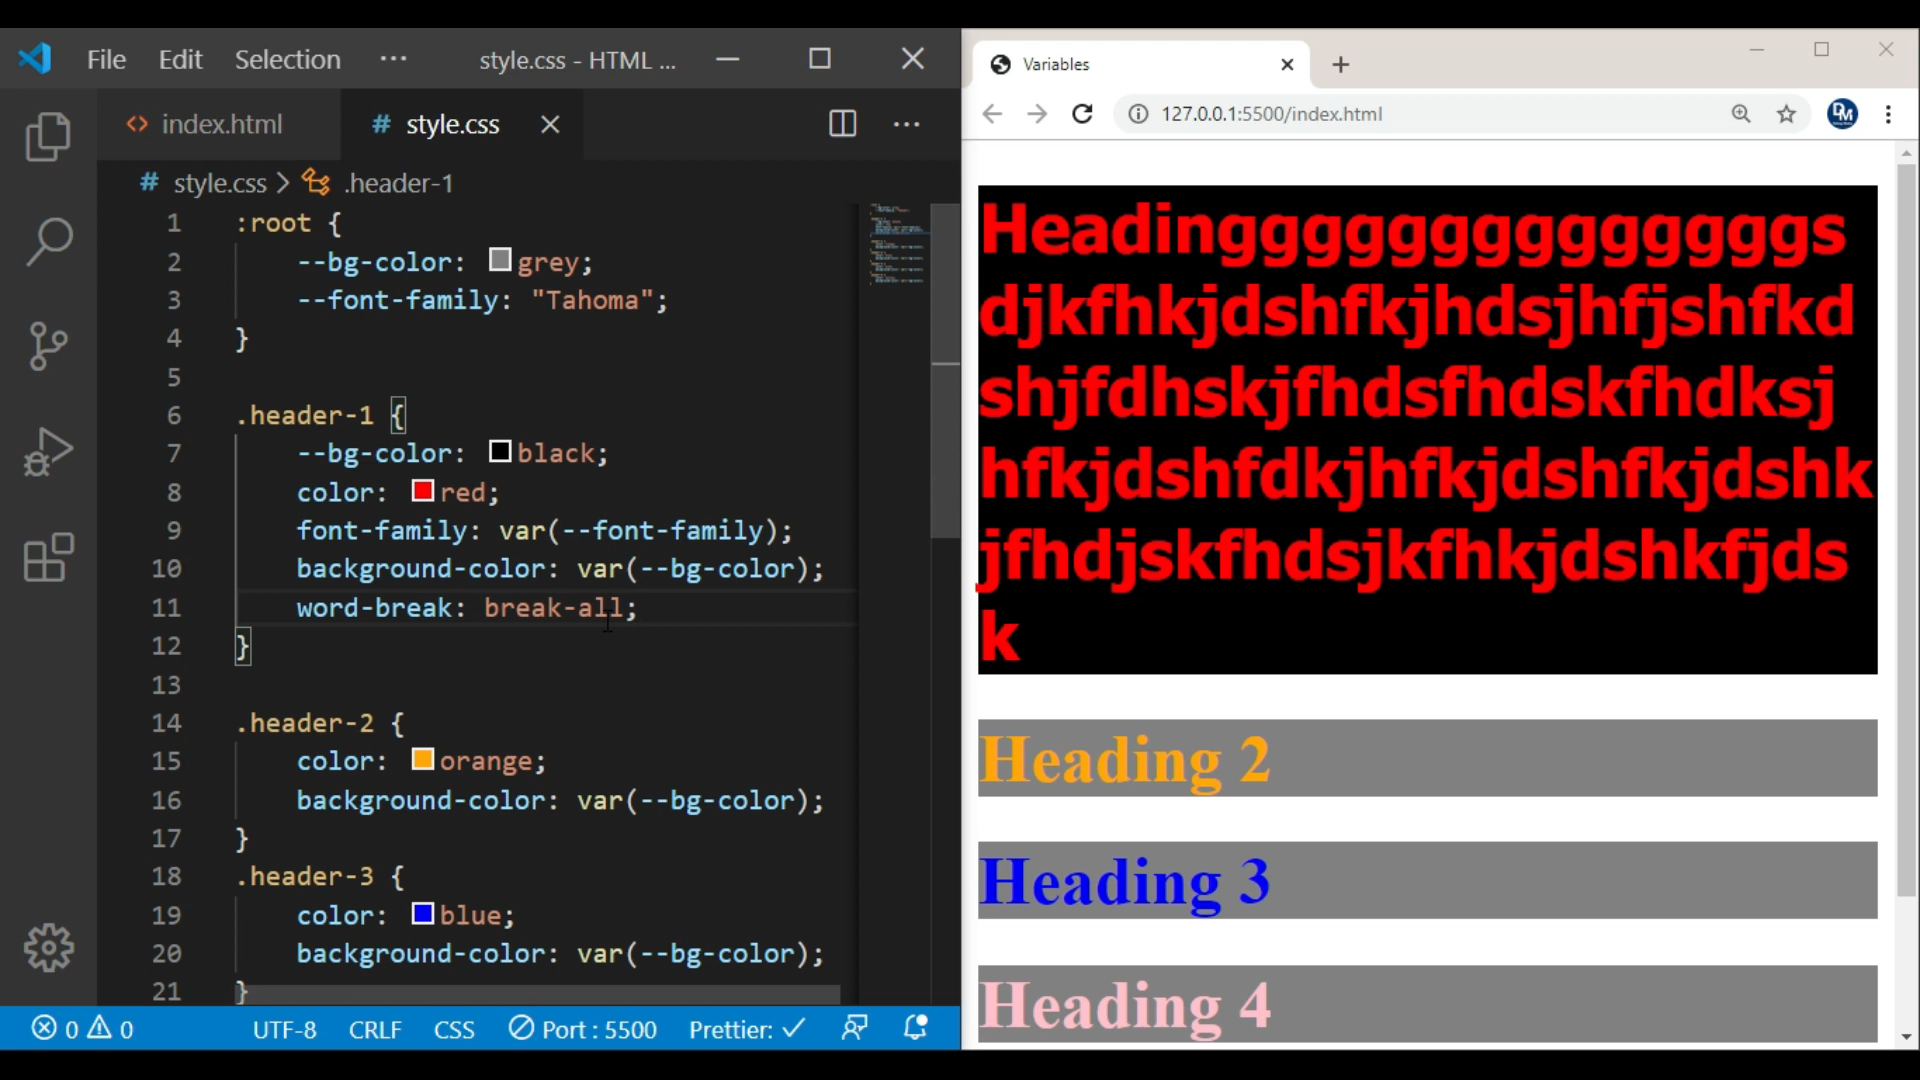 File Edit Selection ··· style.css - HTML ...
index.html # style.css
# style.css > .header-1
1 :root {
2 --bg-color: grey;
3 --font-family: "Tahoma";
4 }
5
6 .header-1 {
7 --bg-color: black;
8 color: red;
9 font-family: var(--font-family);
10 background-color: var(--bg-color);
11 word-break: break-all;
12 }
13
14 .header-2 {
15 color: orange;
16 background-color: var(--bg-color);
17 }
18 .header-3 {
19 color: blue;
20 background-color: var(--bg-color);
21 }
0 0 UTF-8 CRLF CSS Port : 5500 Prettier: ✓
Variables
127.0.0.1:5500/index.html
DM
Headingggggggggggggggs
djkfhkjdshfkjhdsjhfjshfkd
shjfdhskjfhdsfhdskfhdksj
hfkjdshfdkjhfkjdshfkjdshk
jfhdjskfhdsjkfhkjdshkfjds
k
Heading 2
Heading 3
Heading 4